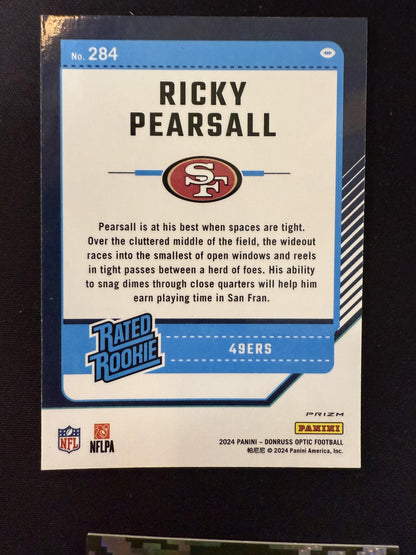 No. 284
RICKY
PEARSALL
SF
Pearsall is at his best when spaces are tight.
Over the cluttered middle of the field, the wideout
races into the smallest of open windows and reels
in tight passes between a herd of foes. His ability
to snag dimes through close quarters will help him
earn playing time in San Fran.
RATED
ROOKIE
49ERS
PRIZM
PANINI
NFL
NFLPA
2024 PANINI – DONRUSS OPTIC FOOTBALL
帕尼尼 © 2024 Panini America, Inc.